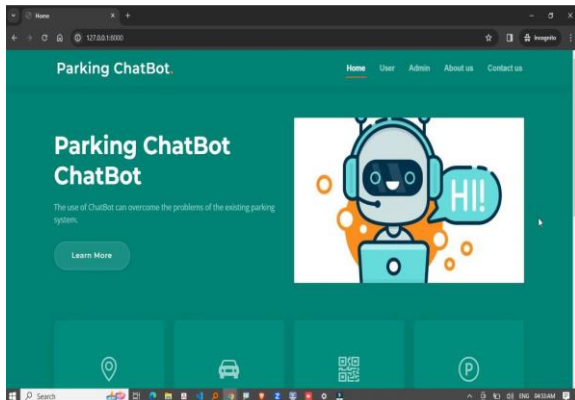 Home
127.0.0.1:8000
Incognito
Parking ChatBot.
Home User Admin About us Contact us
Parking ChatBot
ChatBot
The use of ChatBot can overcome the problems of the existing parking
system.
Learn More
HI!
P
Search
ENG